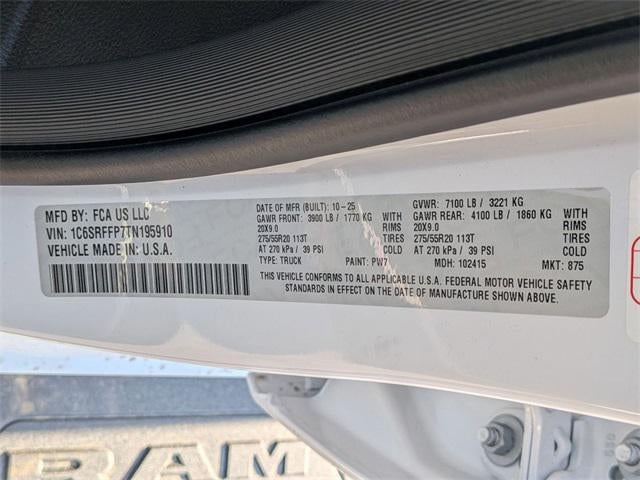 MFD BY: FCA US LLC
VIN: 1C6SRFFP7TN195910
VEHICLE MADE IN U.S.A.
DATE OF MFR (BUILT): 10-25
GAWR FRONT: 3900 LB / 1770 KG
20X9.0 RIMS
275/55R20 113T TIRES
AT 270 kPa / 39 PSI COLD
TYPE: TRUCK PAINT: PW7
GVWR: 7100 LB / 3221 KG
GAWR REAR: 4100 LB / 1860 KG
20X9.0 RIMS
275/55R20 113T TIRES
AT 270 kPa / 39 PSI COLD
MDH: 102415 MKT: 875
THIS VEHICLE CONFORMS TO ALL APPLICABLE U.S.A. FEDERAL MOTOR VEHICLE SAFETY
STANDARDS IN EFFECT ON THE DATE OF MANUFACTURE SHOWN ABOVE.
RAM